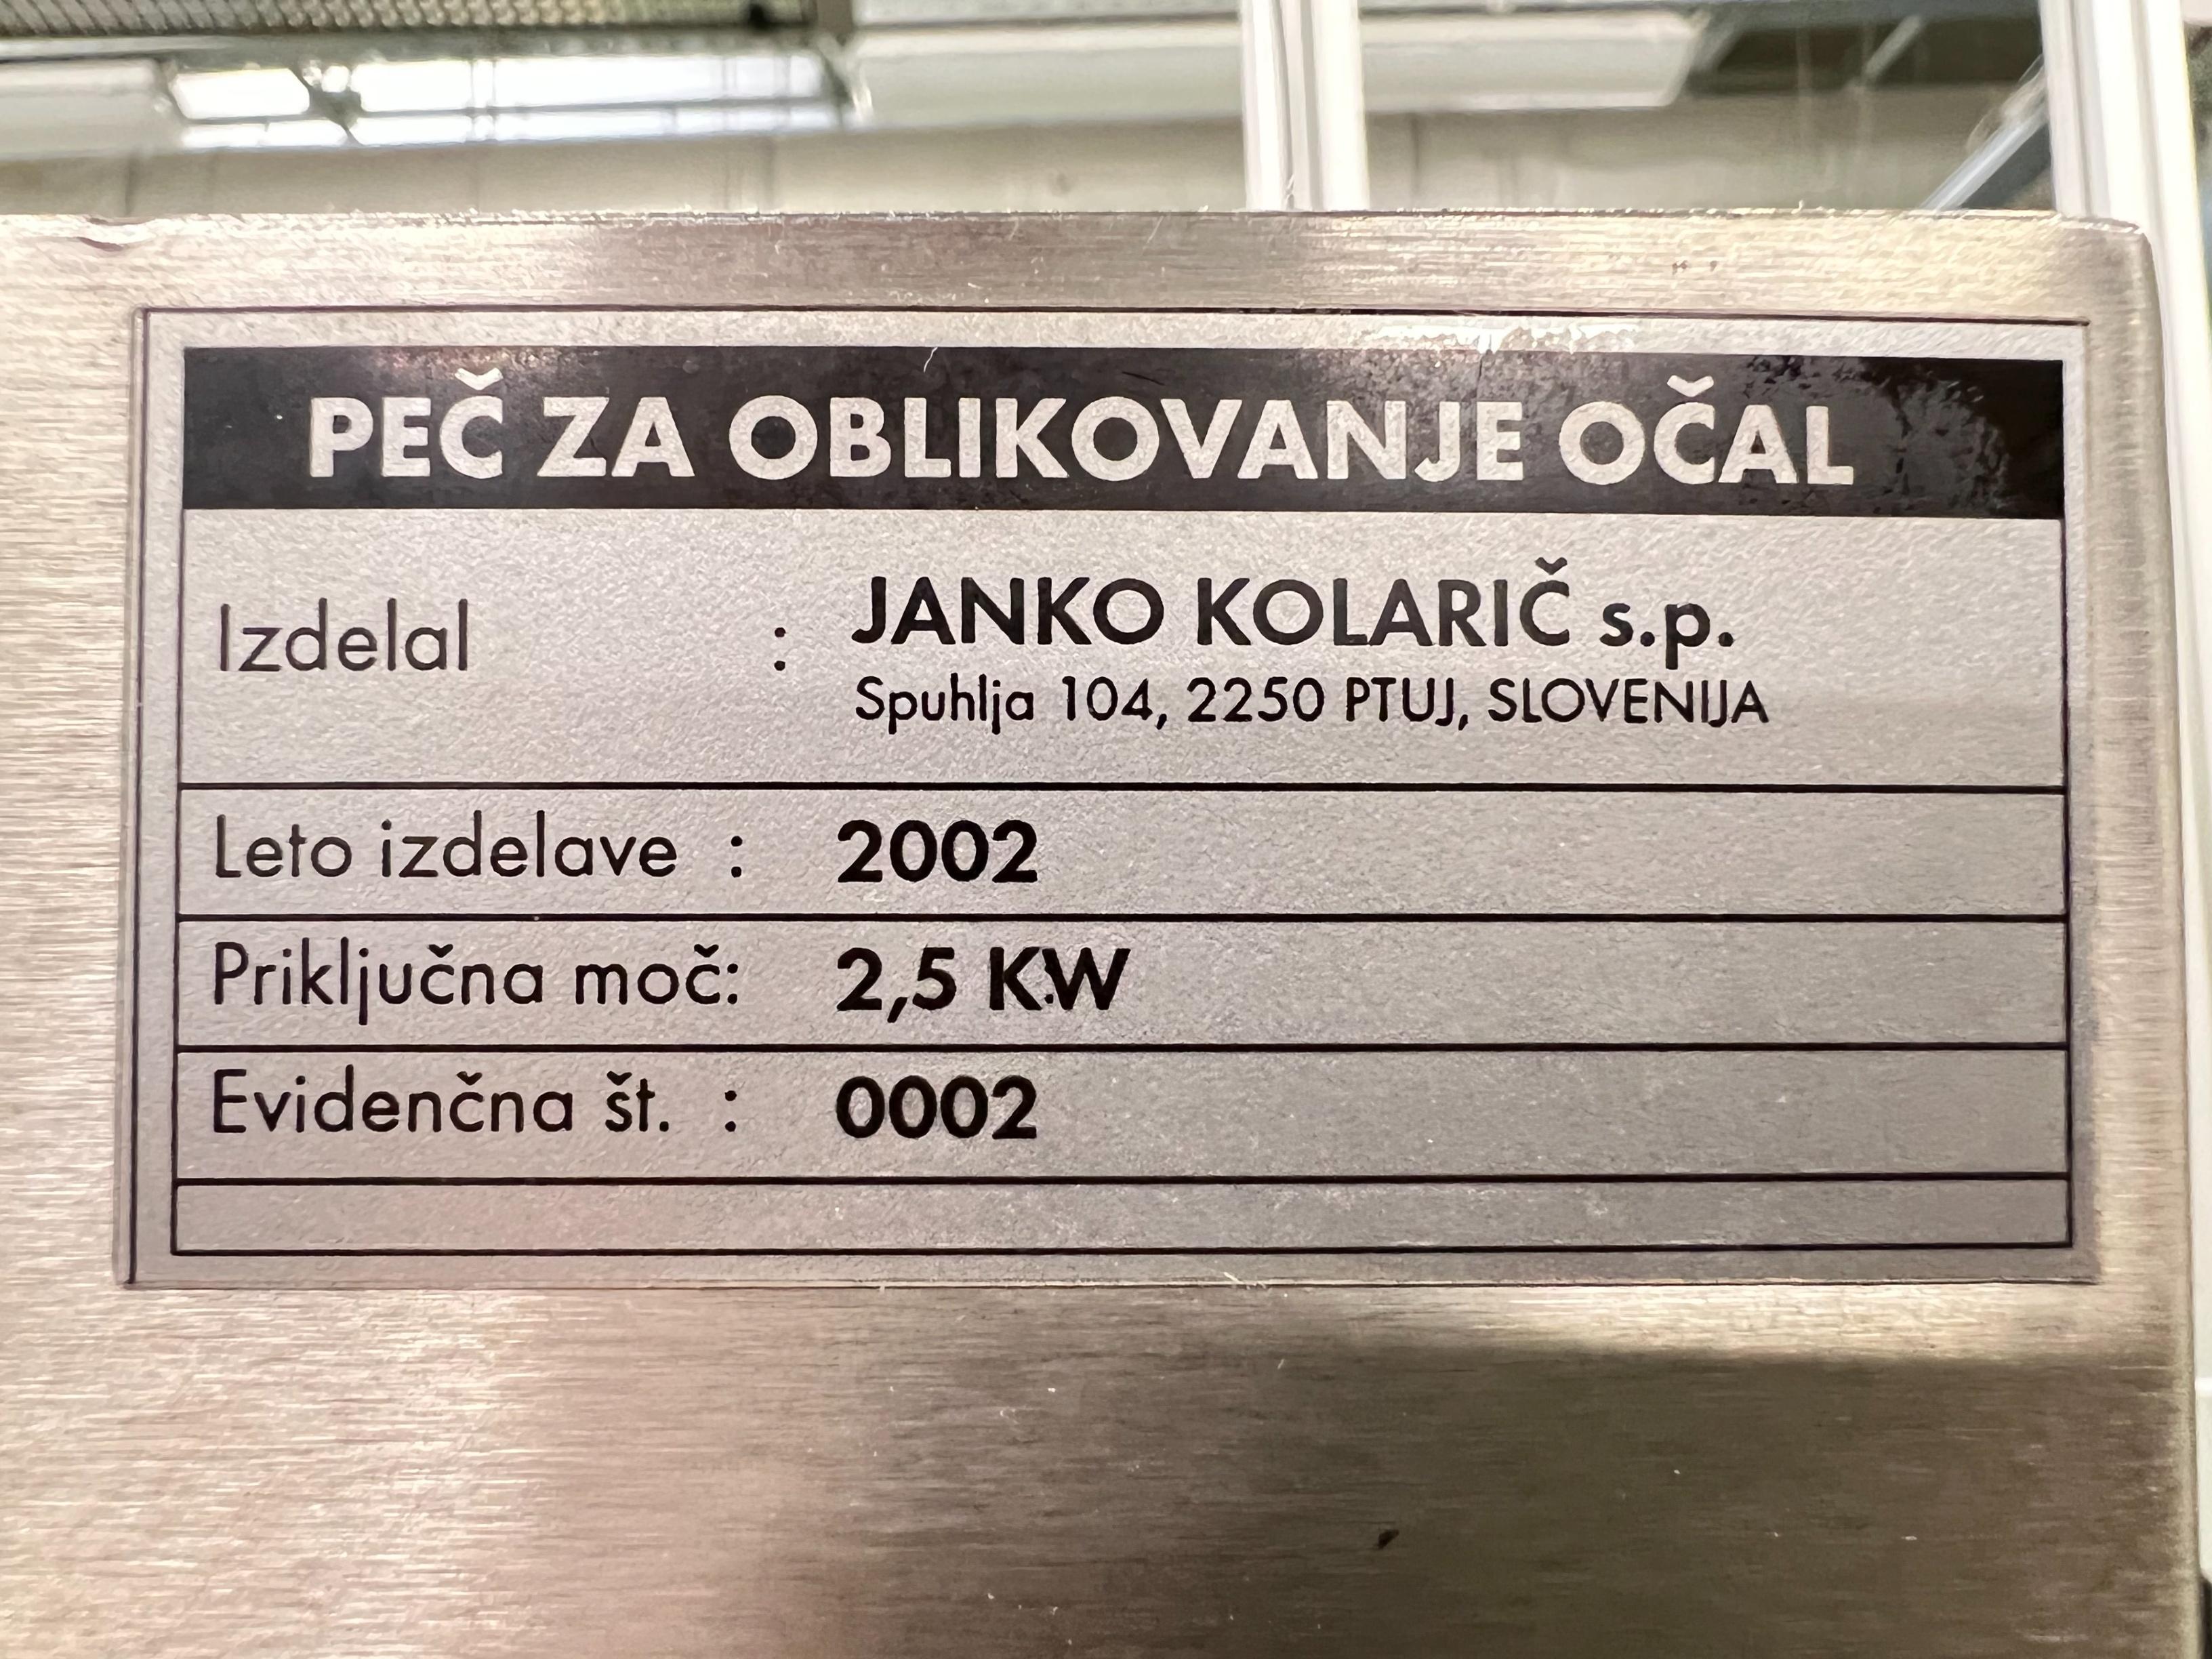 PEČ ZA OBLIKOVANJE OČAL
Izdelal : JANKO KOLARIČ s.p.
Spuhlja 104, 2250 PTUJ, SLOVENIJA
Leto izdelave : 2002
Priključna moč: 2,5 KW
Evidenčna št. : 0002